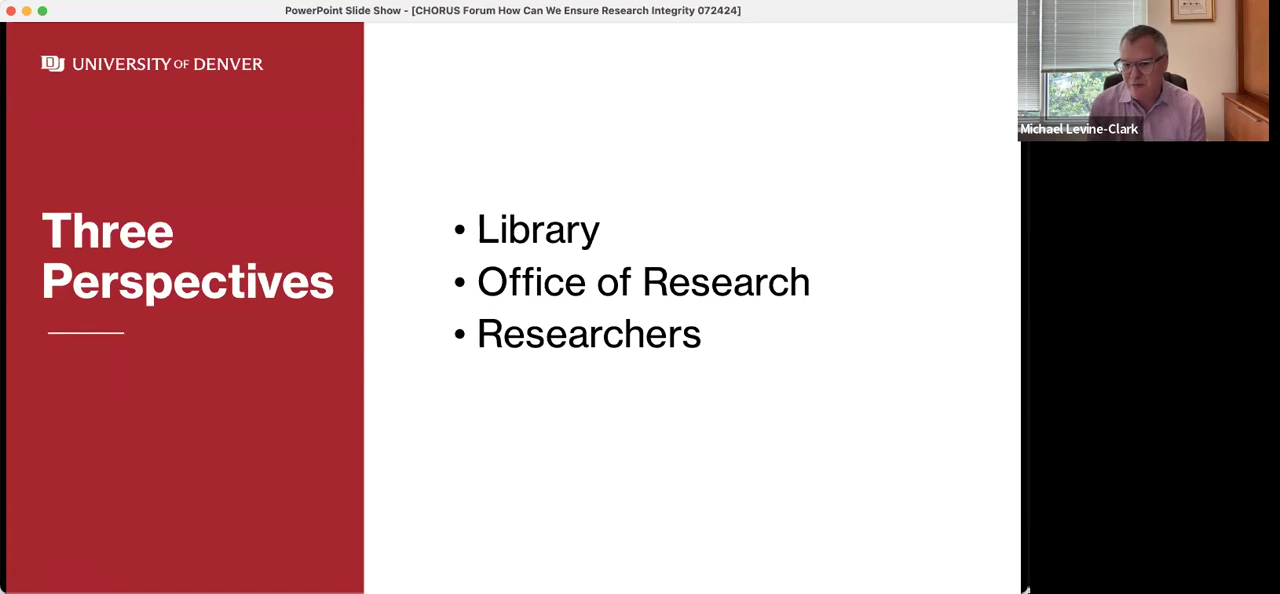 PowerPoint Slide Show - [CHORUS Forum How Can We Ensure Research Integrity 072424]
UNIVERSITY OF DENVER
Three
Perspectives
• Library
• Office of Research
• Researchers
Michael Levine-Clark